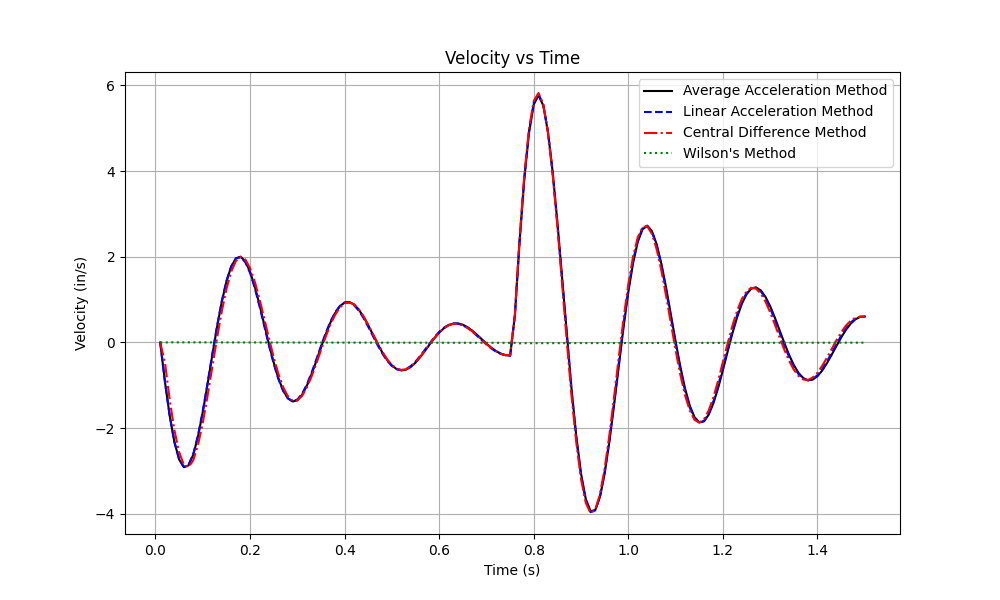 Velocity vs Time
Average Acceleration Method
Linear Acceleration Method
Central Difference Method
Wilson's Method
6
4
2
0
−2
−4
Velocity (in/s)
0.0 0.2 0.4 0.6 0.8 1.0 1.2 1.4
Time (s)